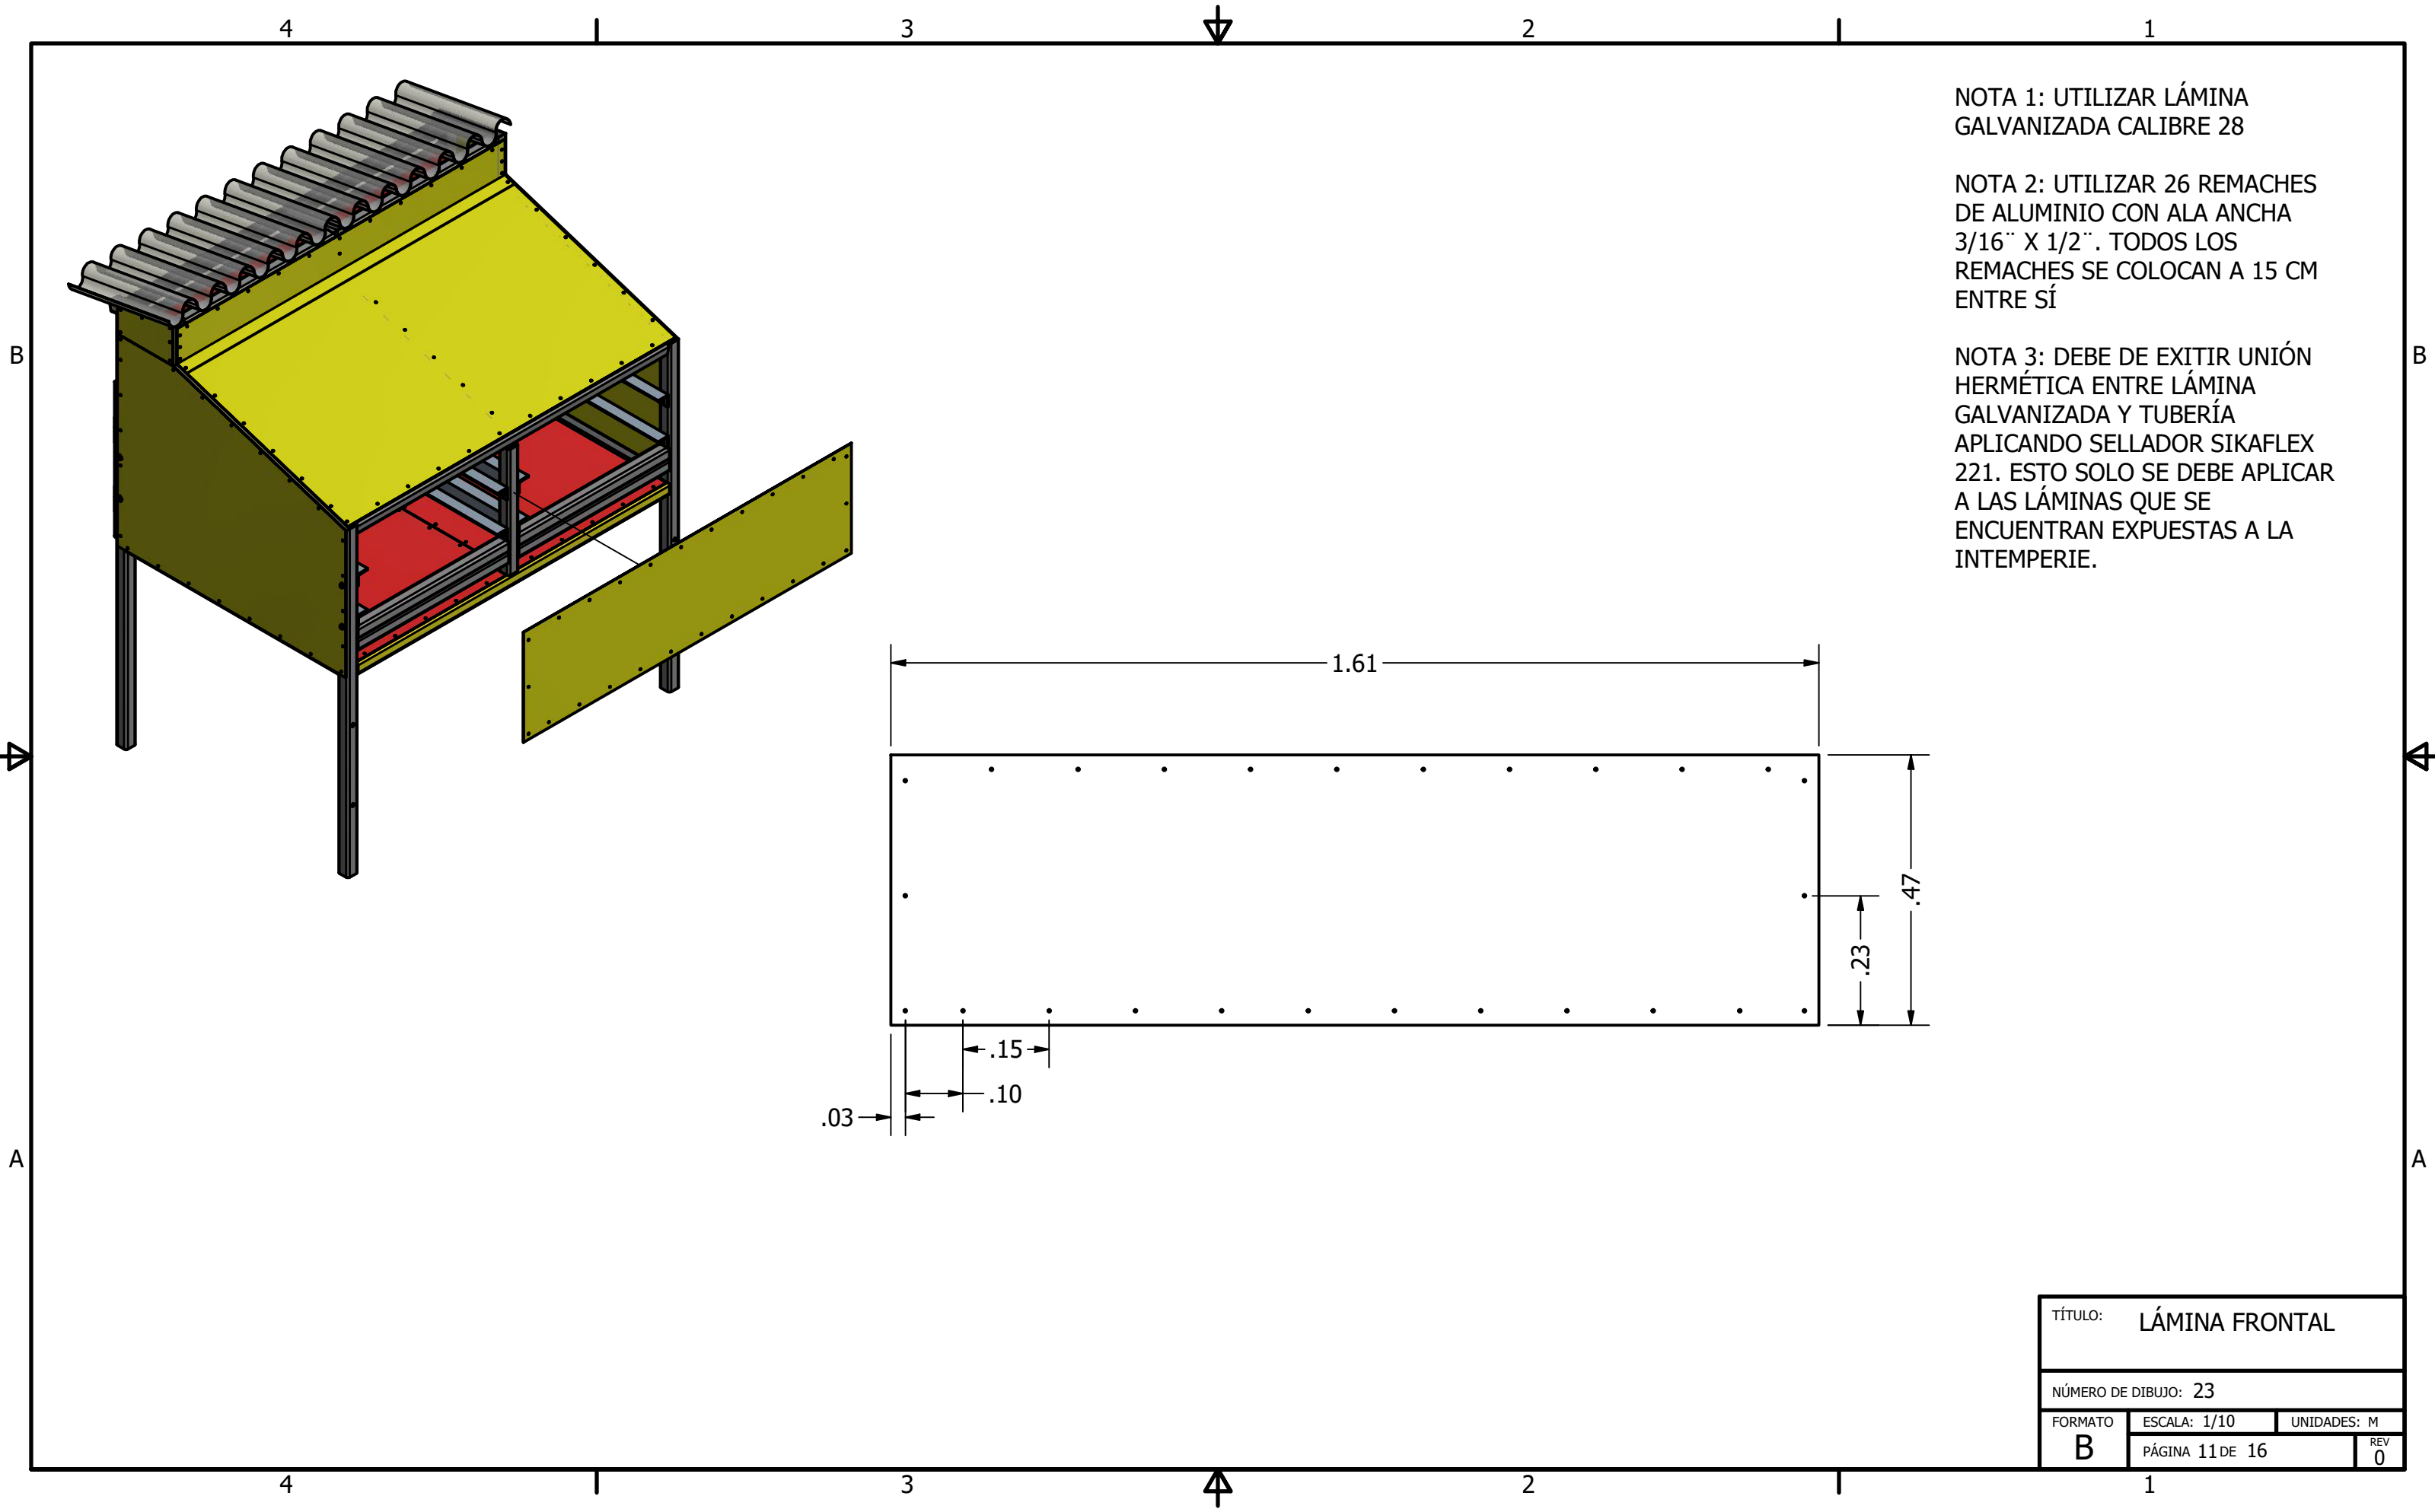 4 3 2 1
NOTA 1: UTILIZAR LÁMINA
GALVANIZADA CALIBRE 28
NOTA 2: UTILIZAR 26 REMACHES
DE ALUMINIO CON ALA ANCHA
3/16¨ X 1/2¨. TODOS LOS
REMACHES SE COLOCAN A 15 CM
ENTRE SÍ
B B
NOTA 3: DEBE DE EXITIR UNIÓN
HERMÉTICA ENTRE LÁMINA
GALVANIZADA Y TUBERÍA
APLICANDO SELLADOR SIKAFLEX
221. ESTO SOLO SE DEBE APLICAR
A LAS LÁMINAS QUE SE
ENCUENTRAN EXPUESTAS A LA
INTEMPERIE.
1.61
.47
.23
.15
.10
.03
A A
TÍTULO: LÁMINA FRONTAL
NÚMERO DE DIBUJO: 23
FORMATO
B
ESCALA: 1/10
UNIDADES: M
PÁGINA 11 DE 16
REV
0
4 3 2 1